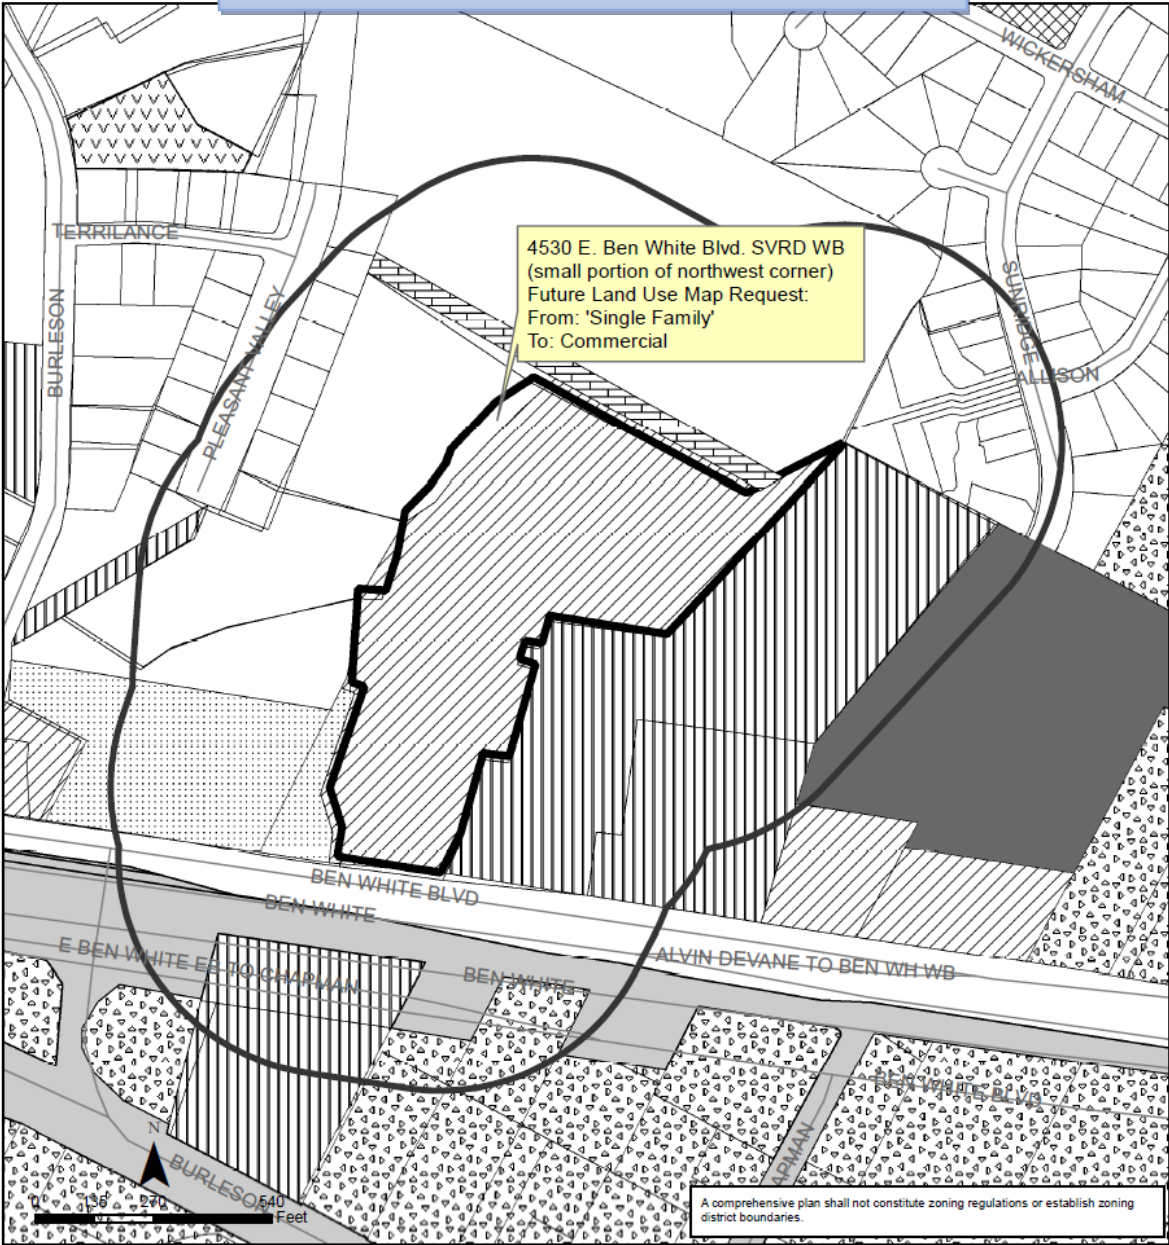 WICKERSHAM
TERRILANCE
4530 E. Ben White Blvd. SVRD WB
(small portion of northwest corner)
Future Land Use Map Request:
From: 'Single Family'
To: Commercial
BURLESON
PLEASANT VALLEY
SUNRIDGE
ALLISON
BEN WHITE BLVD
BEN WHITE
E BEN WHITE EB TO CHAPMAN
BEN WHITE
ALVIN DEVANE TO BEN WH WB
BEN WHITE BLVD
APMAN
N
BURLESON
0 135 270 540
Feet
A comprehensive plan shall not constitute zoning regulations or establish zoning
district boundaries.